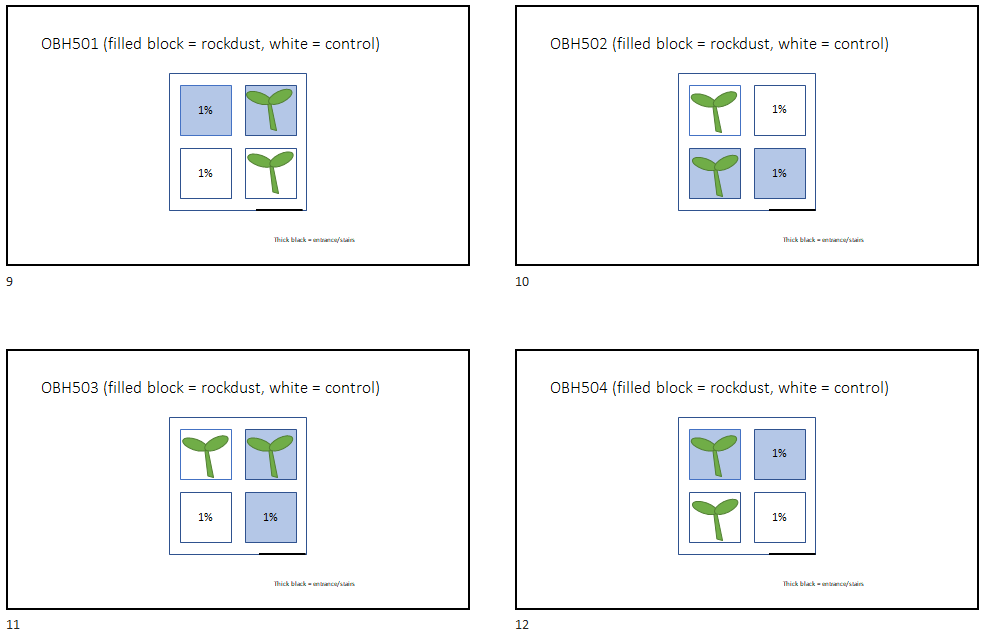 OBH501 (filled block = rockdust, white = control)
1%
1%
Thick black = entrance/stairs
9
OBH502 (filled block = rockdust, white = control)
1%
1%
Thick black = entrance/stairs
10
OBH503 (filled block = rockdust, white = control)
1% 1%
Thick black = entrance/stairs
11
OBH504 (filled block = rockdust, white = control)
1%
1%
Thick black = entrance/stairs
12